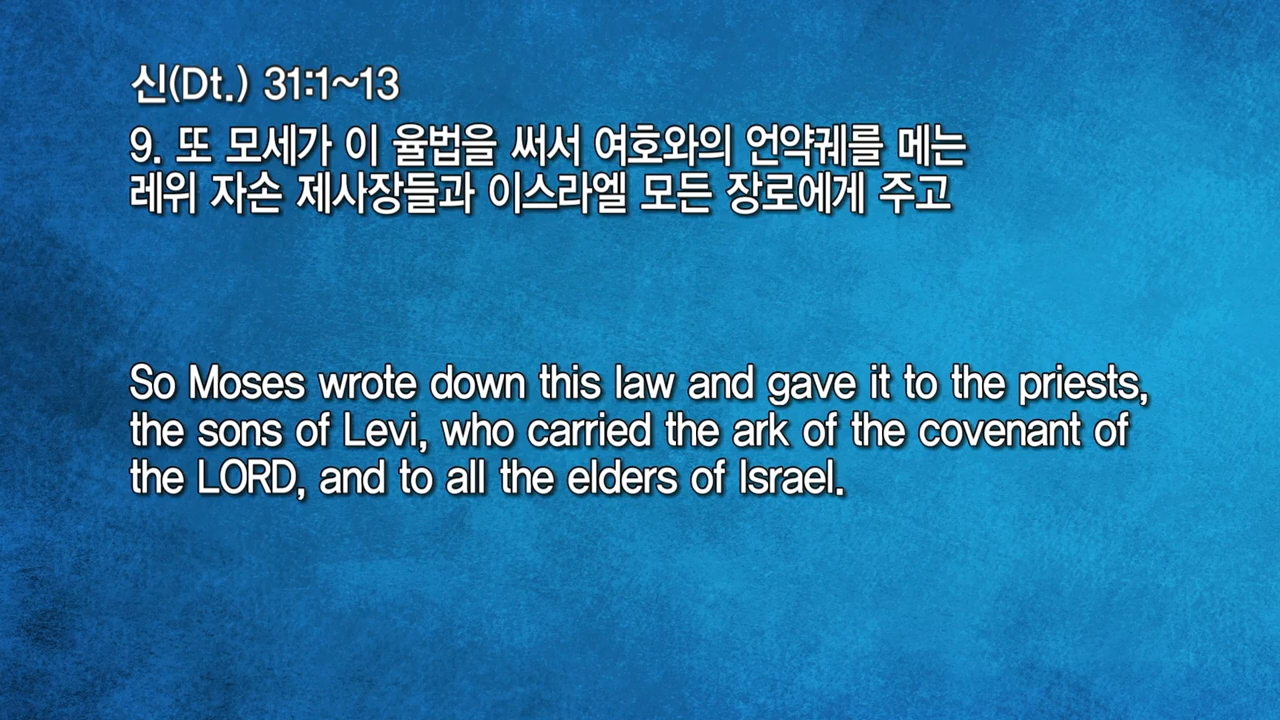 신(Dt.) 31:1~13
9. 또 모세가 이 율법을 써서 여호와의 언약궤를 메는
레위 자손 제사장들과 이스라엘 모든 장로에게 주고
So Moses wrote down this law and gave it to the priests,
the sons of Levi, who carried the ark of the covenant of
the LORD, and to all the elders of Israel.